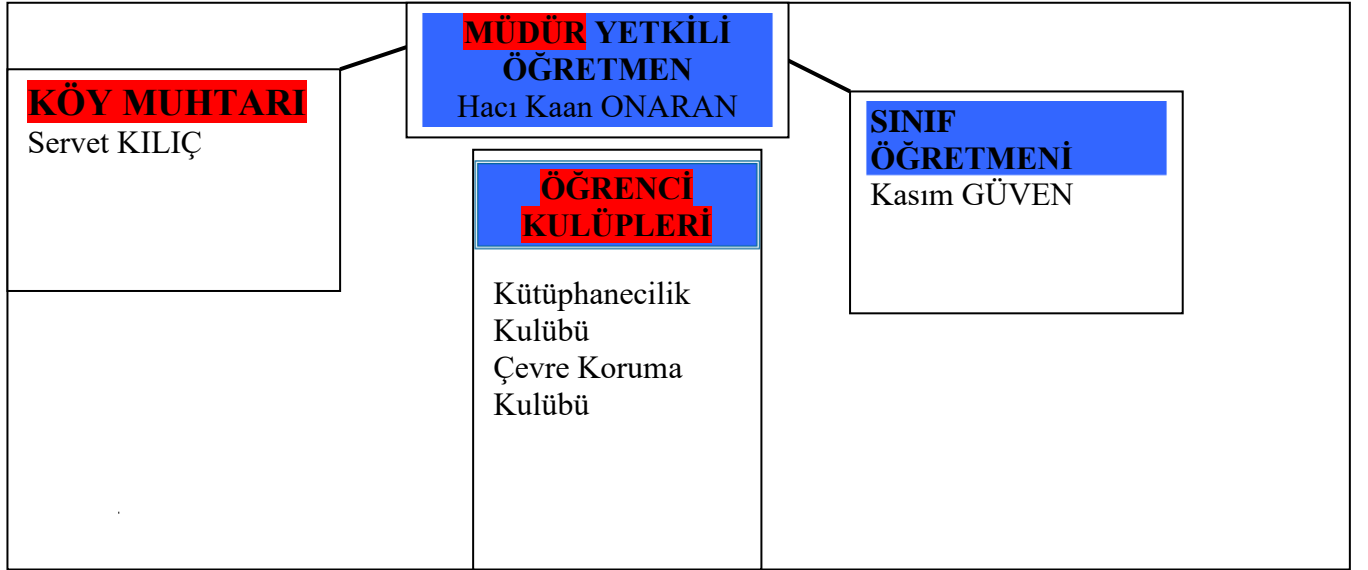 MÜDÜR YETKİLİ
ÖĞRETMEN
Hacı Kaan ONARAN
KÖY MUHTARI
Servet KILIÇ
SINIF
ÖĞRETMENİ
Kasım GÜVEN
ÖĞRENCİ
KULÜPLERİ
Kütüphanecilik
Kulübü
Çevre Koruma
Kulübü